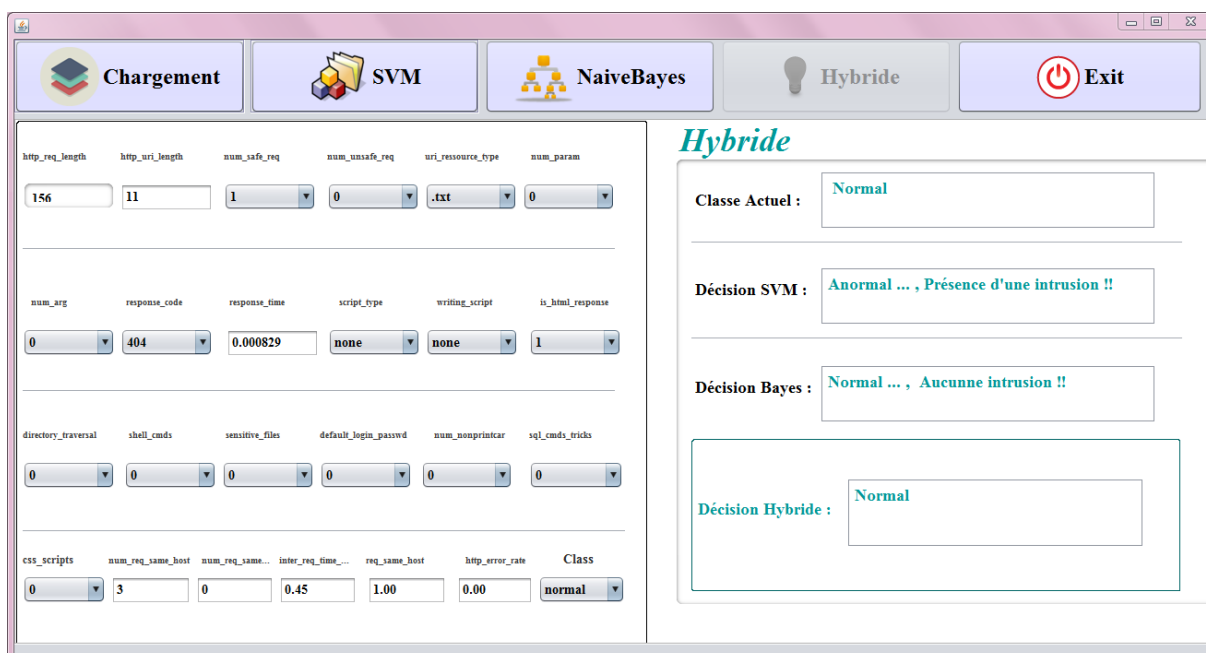 Chargement SVM NaiveBayes Hybride Exit
http_req_length http_uri_length num_safe_req num_unsafe_req uri_ressource_type num_param
156 11 1 0 .txt 0
num_arg response_code response_time script_type writing_script is_html_response
0 404 0.000829 none none 1
directory_traversal shell_cmds sensitive_files default_login_passwd num_nonprintcar sql_cmds_tricks
0 0 0 0 0 0
css_scripts num_req_same_host num_req_same... inter_req_time_... req_same_host http_error_rate Class
0 3 0 0.45 1.00 0.00 normal
Hybride
Classe Actuel : Normal
Décision SVM : Anormal ... , Présence d'une intrusion !!
Décision Bayes : Normal ... , Aucunne intrusion !!
Décision Hybride : Normal